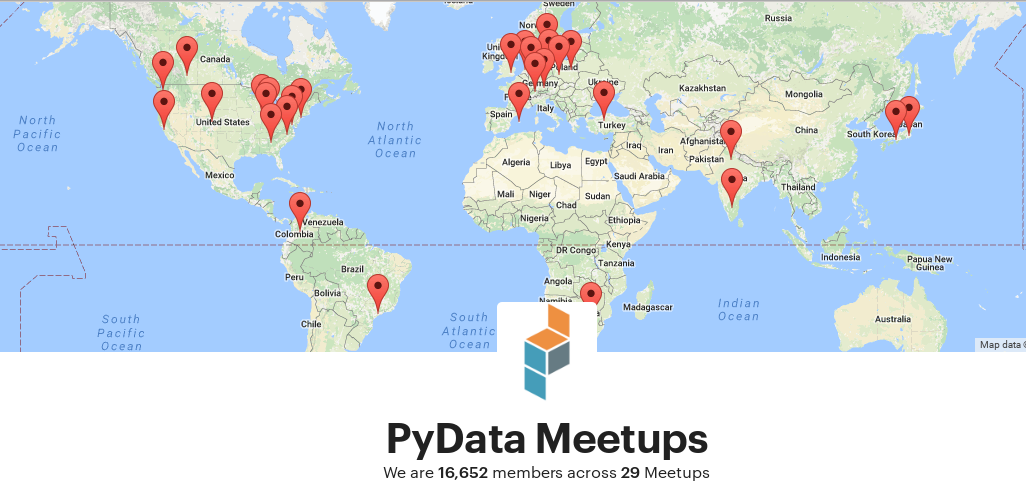 Sweden
Russia
Canada
Kazakhstan
Mongolia
North
Pacific
Ocean
North
Atlantic
Ocean
United States
Spain
Italy
Turkey
China
South Korea
Afghanistan
Iraq
Iran
Pakistan
Mexico
Algeria
Libya
Egypt
Saudi Arabia
Thailand
Mali
Niger
Chad
Sudan
Nigeria
Ethiopia
Venezuela
Colombia
DR Congo
Kenya
Tanzania
Indonesia
Papua New
Guinea
Peru
Brazil
Bolivia
Angola
Namibia
Madagascar
Indian
Ocean
Chile
South
Pacific
Ocean
South
Atlantic
Ocean
Australia
Map data ©
PyData Meetups
We are 16,652 members across 29 Meetups